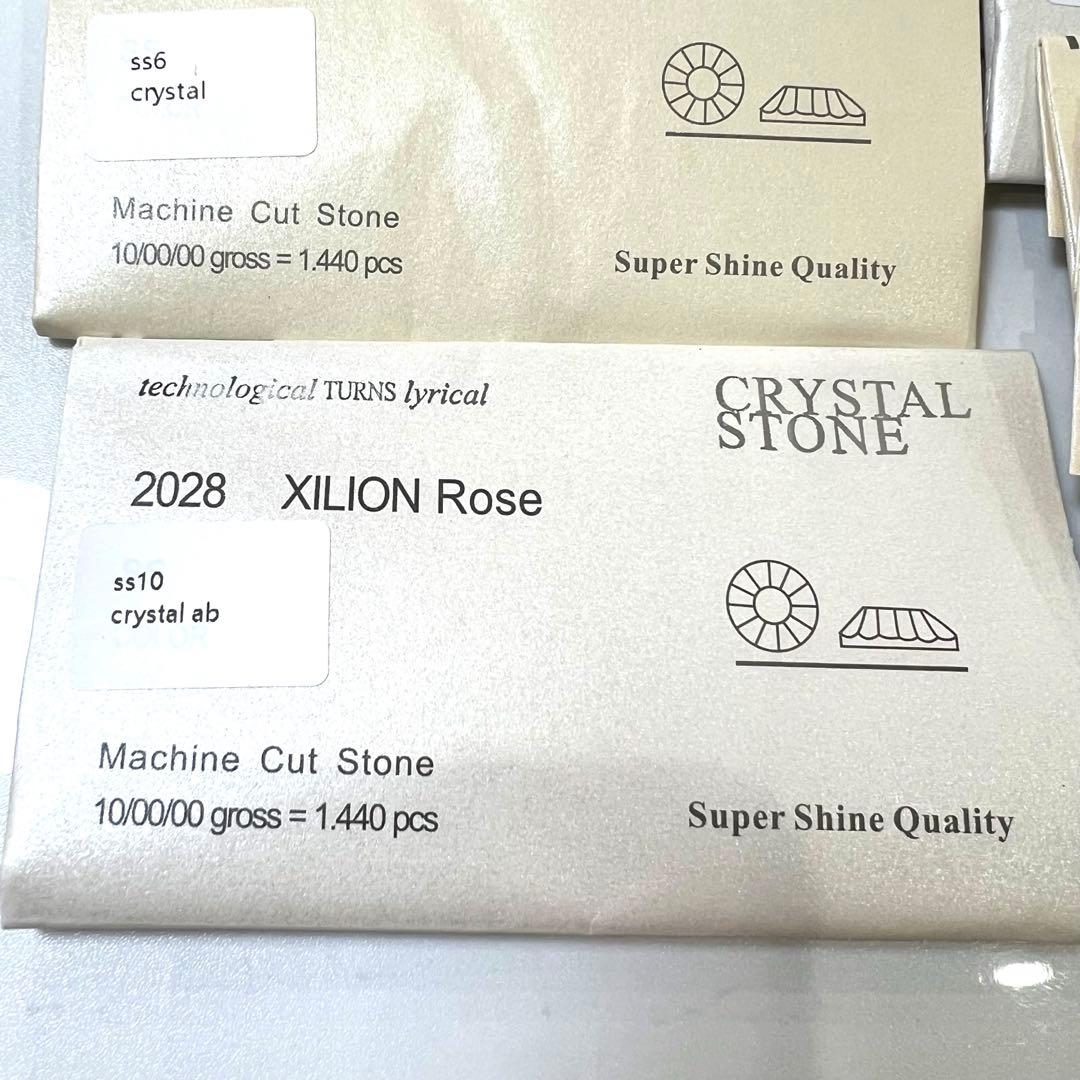 ss6
crystal
Machine Cut Stone
10/00/00 gross = 1.440 pcs
Super Shine Quality
technological TURNS lyrical
CRYSTAL
STONE
2028 XILION Rose
ss10
crystal ab
Machine Cut Stone
10/00/00 gross = 1.440 pcs
Super Shine Quality